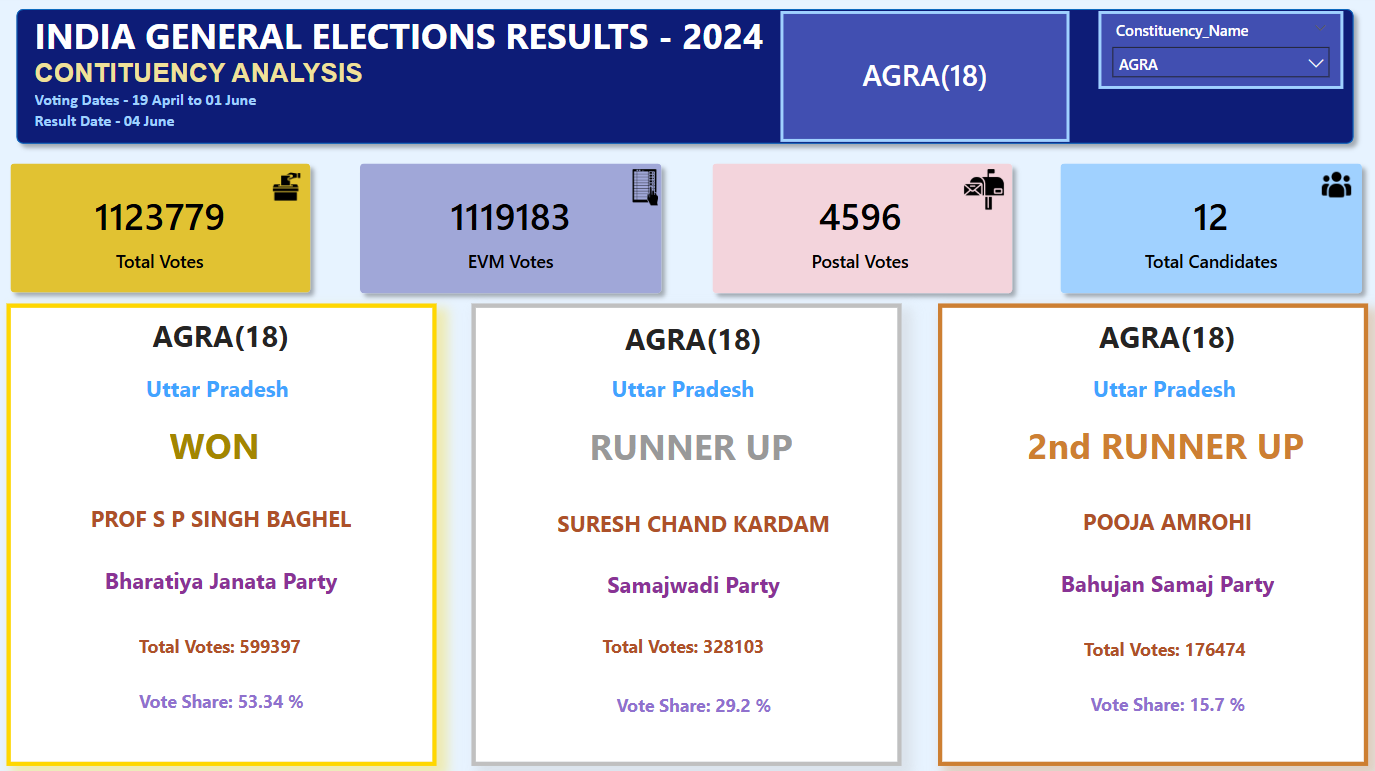 INDIA GENERAL ELECTIONS RESULTS - 2024
CONTITUENCY ANALYSIS
Voting Dates - 19 April to 01 June
Result Date - 04 June
AGRA(18)
Constituency_Name
AGRA
1123779
Total Votes
1119183
EVM Votes
4596
Postal Votes
12
Total Candidates
AGRA(18)
Uttar Pradesh
WON
PROF S P SINGH BAGHEL
Bharatiya Janata Party
Total Votes: 599397
Vote Share: 53.34 %
AGRA(18)
Uttar Pradesh
RUNNER UP
SURESH CHAND KARDAM
Samajwadi Party
Total Votes: 328103
Vote Share: 29.2 %
AGRA(18)
Uttar Pradesh
2nd RUNNER UP
POOJA AMROHI
Bahujan Samaj Party
Total Votes: 176474
Vote Share: 15.7 %